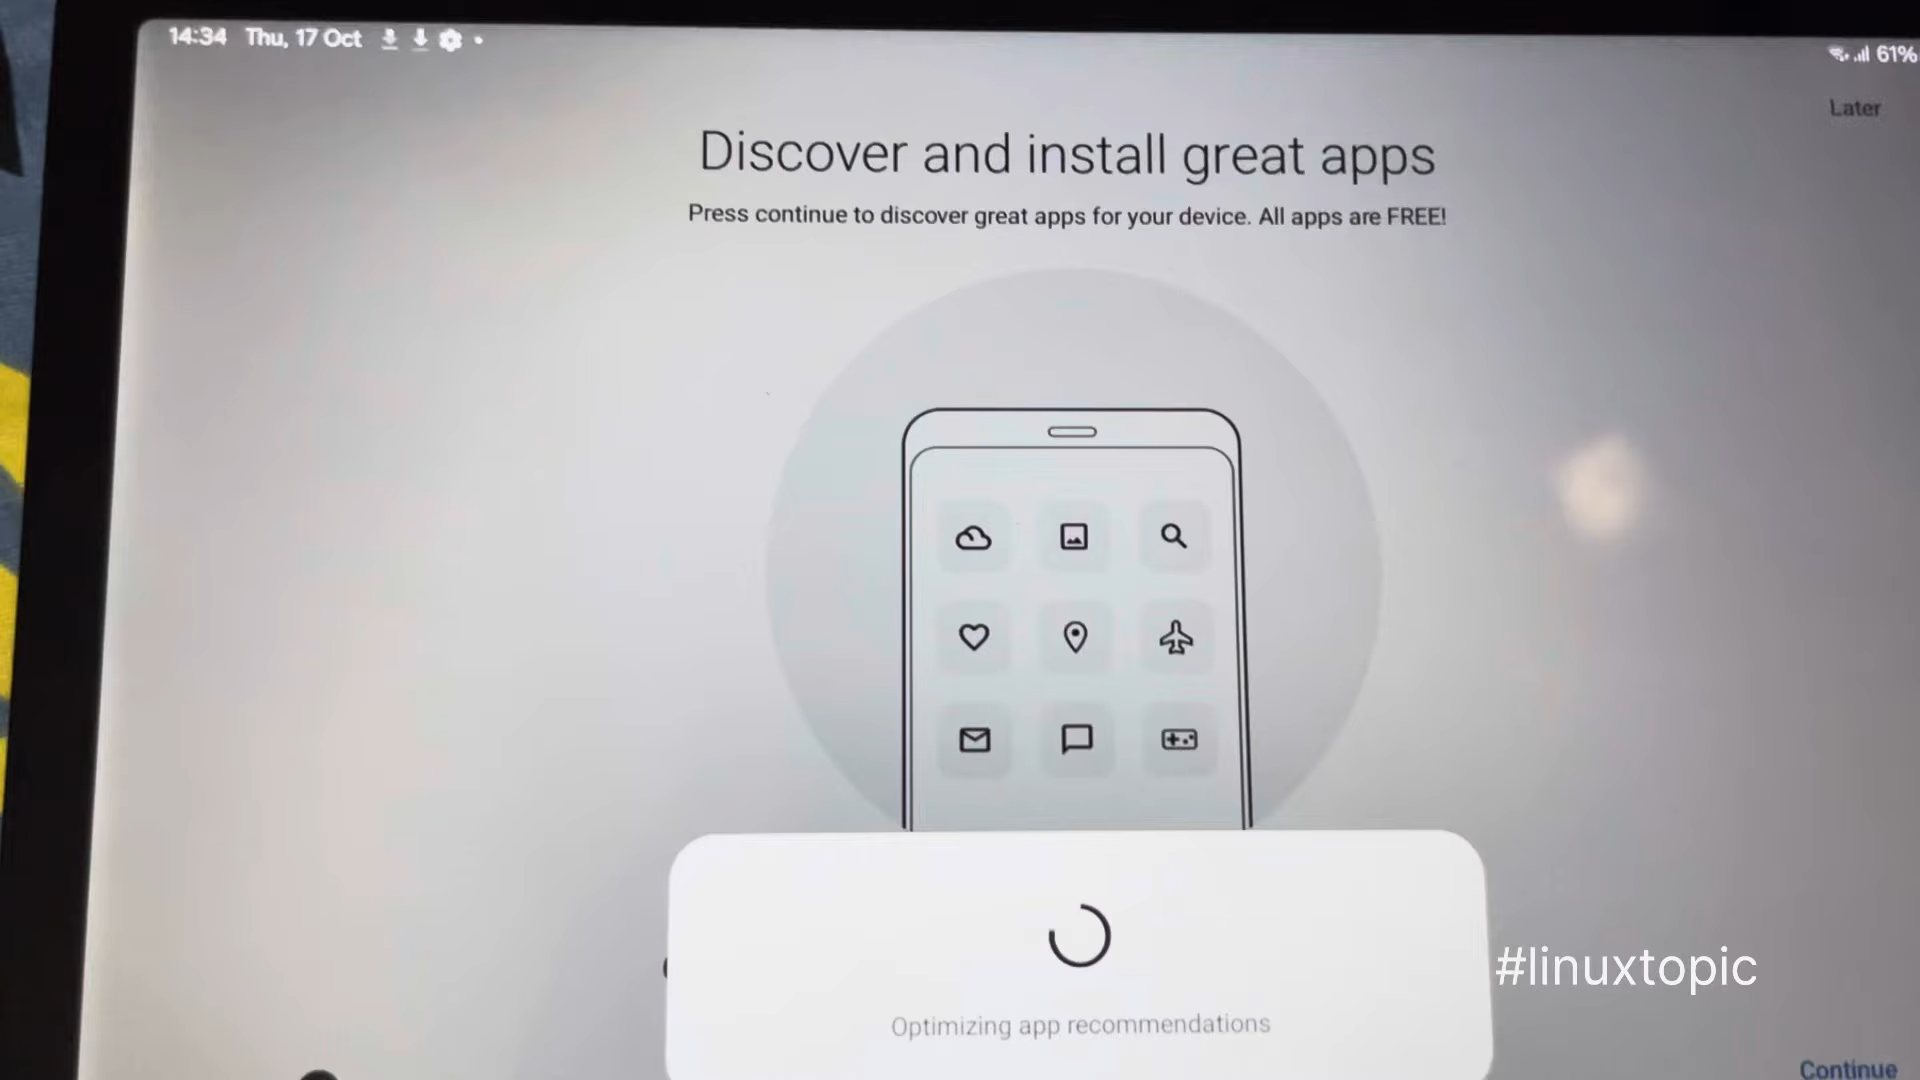 14:34 Thu, 17 Oct
61%
Later
Discover and install great apps
Press continue to discover great apps for your device. All apps are FREE!
#linuxtopic
Optimizing app recommendations
Continue